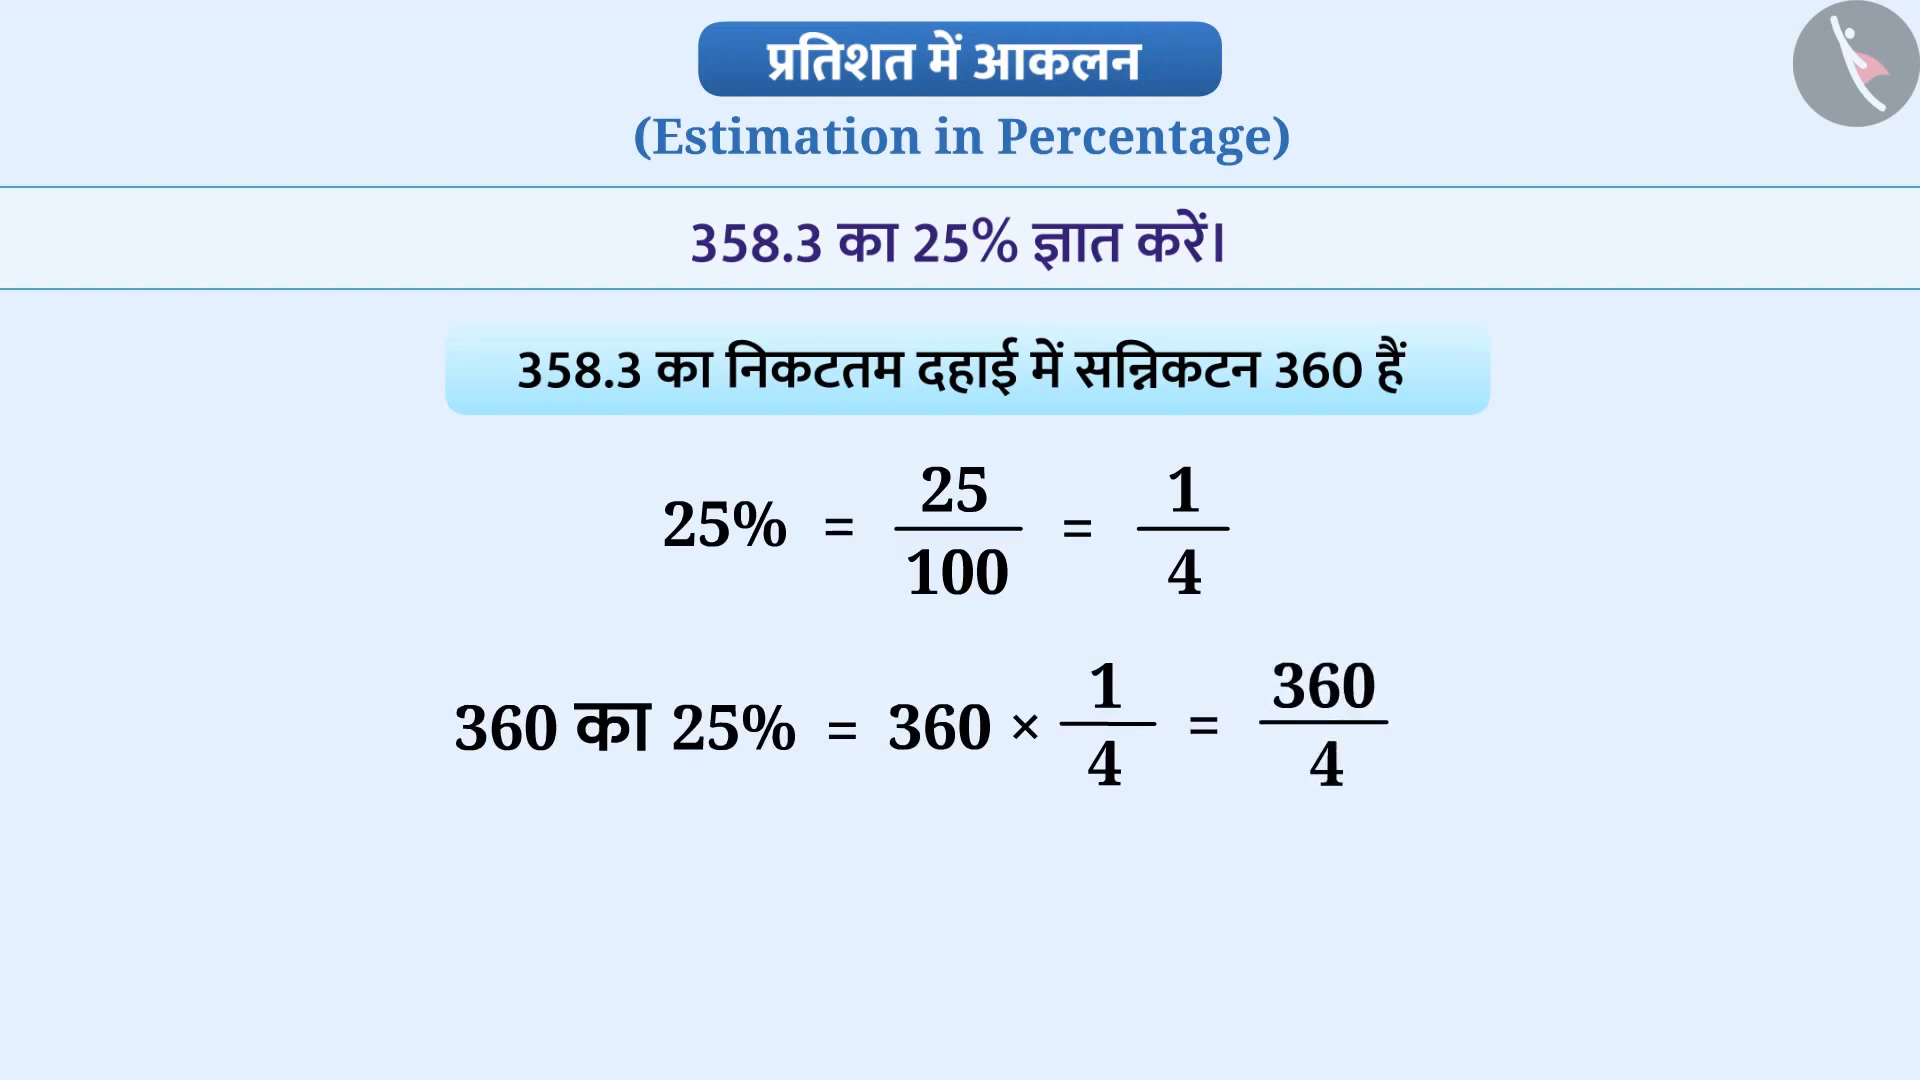 प्रतिशत में आकलन
(Estimation in Percentage)
358.3 का 25% ज्ञात करें।
358.3 का निकटतम दहाई में सन्निकटन 360 हैं
25% = 25/100 = 1/4
360 का 25% = 360 × 1/4 = 360/4